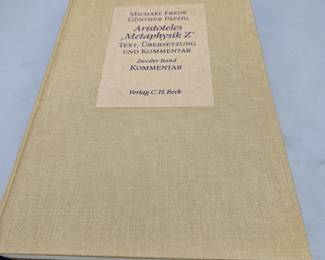 MICHAEL FREDE
GÜNTHER PATZIG
Aristoteles
‚Metaphysik Z‘
TEXT, ÜBERSETZUNG
UND KOMMENTAR
Zweiter Band
KOMMENTAR
Verlag C. H. Beck